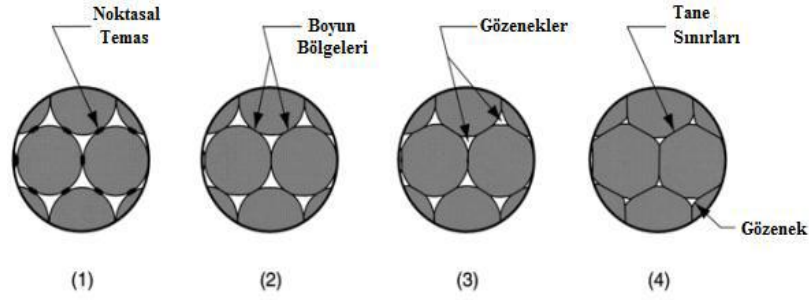 Noktasal
Temas
Boyun
Bölgeleri
Gözenekler
Tane
Sınırları
Gözenek
(1)
(2)
(3)
(4)